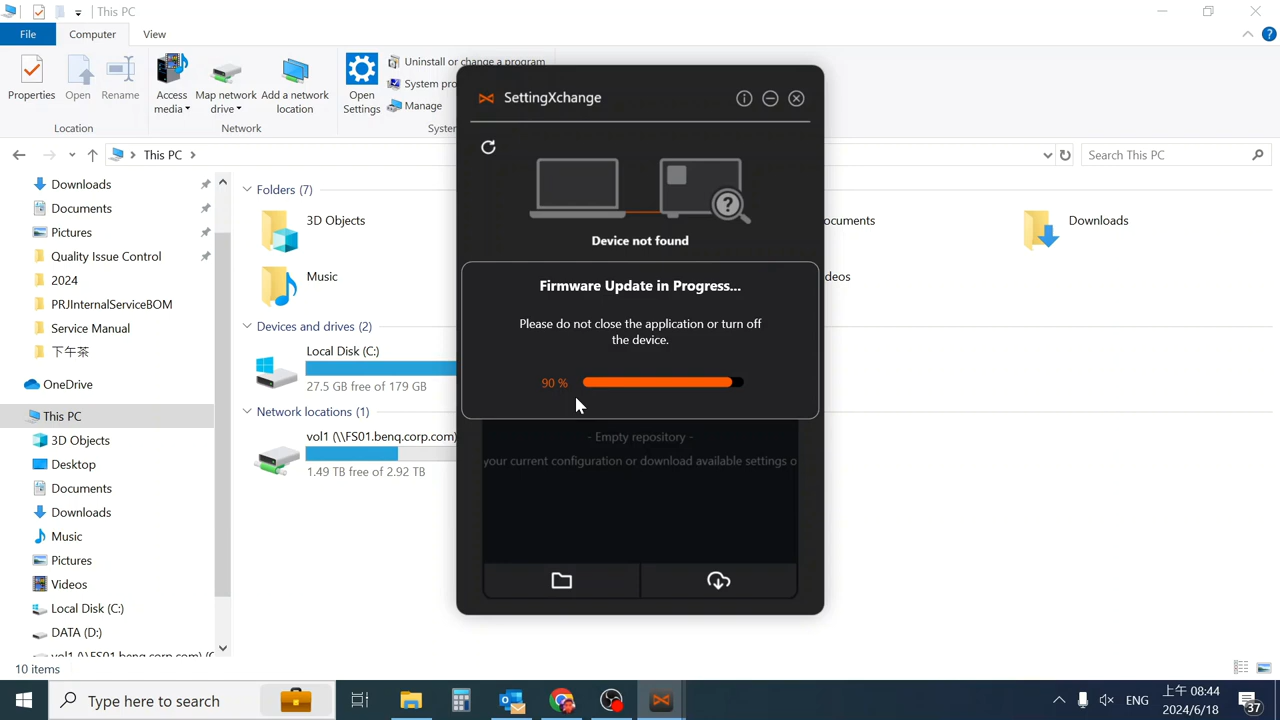 This PC
File
Computer
View
Properties
Open
Rename
Access media
Map network drive
Add a network location
Open Settings
Uninstall or change a program
System pro
Manage
Location
Network
Syster
This PC
Search This PC
Downloads
Documents
Pictures
Quality Issue Control
2024
PRJInternalServiceBOM
Service Manual
下午茶
OneDrive
This PC
3D Objects
Desktop
Documents
Downloads
Music
Pictures
Videos
Local Disk (C:)
DATA (D:)
vol1 (\\FS01.benq.corp.com) (
Folders (7)
3D Objects
ocuments
Downloads
Music
deos
Devices and drives (2)
Local Disk (C:)
27.5 GB free of 179 GB
Network locations (1)
vol1 (\\FS01.benq.corp.com)
1.49 TB free of 2.92 TB
SettingXchange
Device not found
Firmware Update in Progress...
Please do not close the application or turn off
the device.
90 %
- Empty repository -
your current configuration or download available settings o
10 items
Type here to search
ENG
上午 08:44
2024/6/18
37